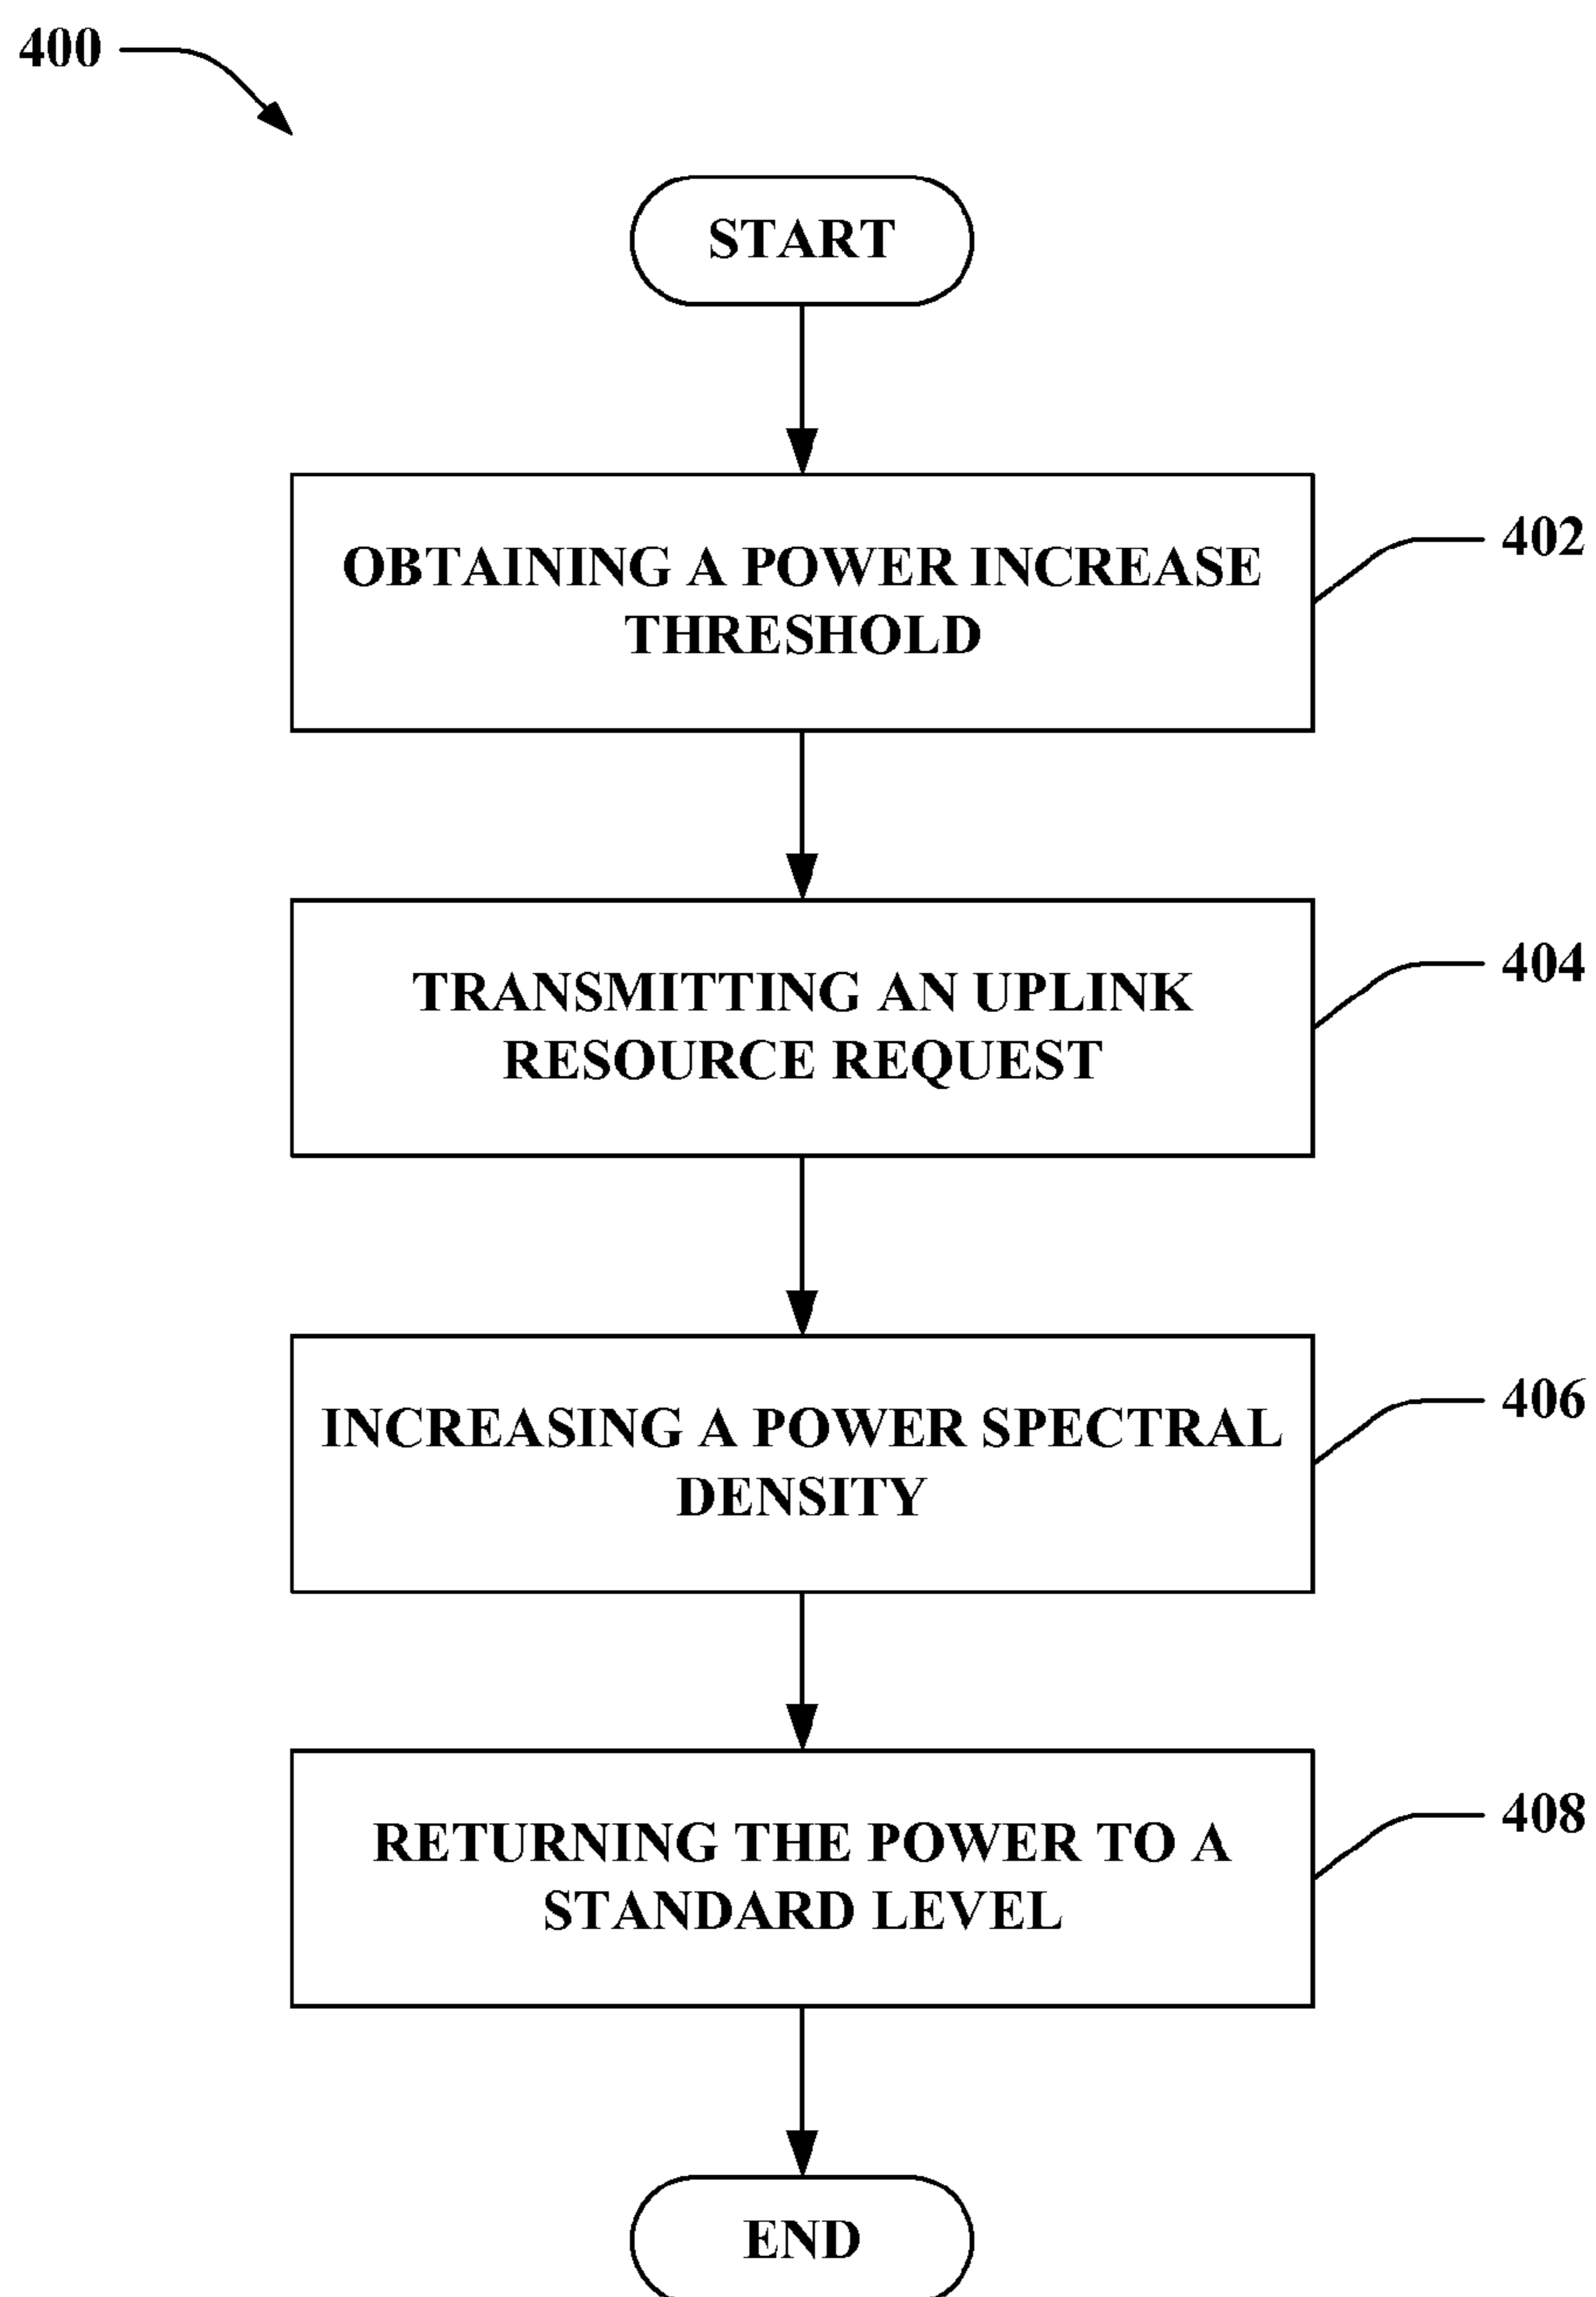 400
START
OBTAINING A POWER INCREASE
THRESHOLD
402
TRANSMITTING AN UPLINK
RESOURCE REQUEST
404
INCREASING A POWER SPECTRAL
DENSITY
406
RETURNING THE POWER TO A
STANDARD LEVEL
408
END